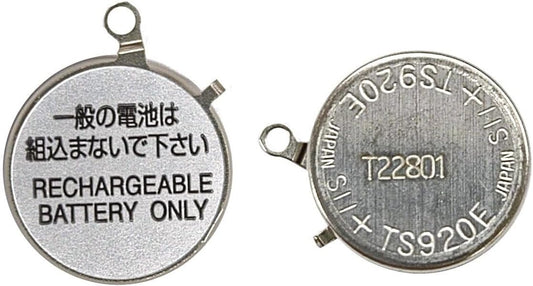 一般の電池は
組込まないで下さい
RECHARGEABLE
BATTERY ONLY
TS920E + SII JAPAN
T22801
SII + TS920E JAPAN